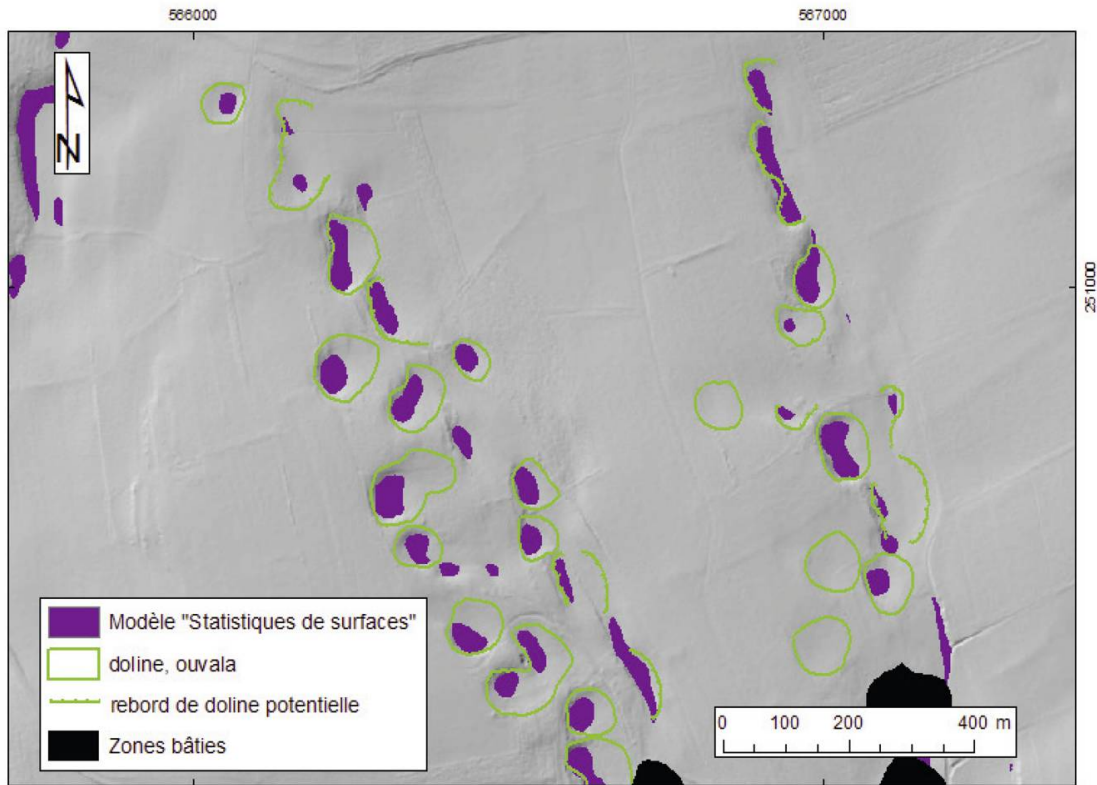 566000 567000
251000
N
Modèle "Statistiques de surfaces"
doline, ouvala
rebord de doline potentielle
Zones bâties
0 100 200 400 m